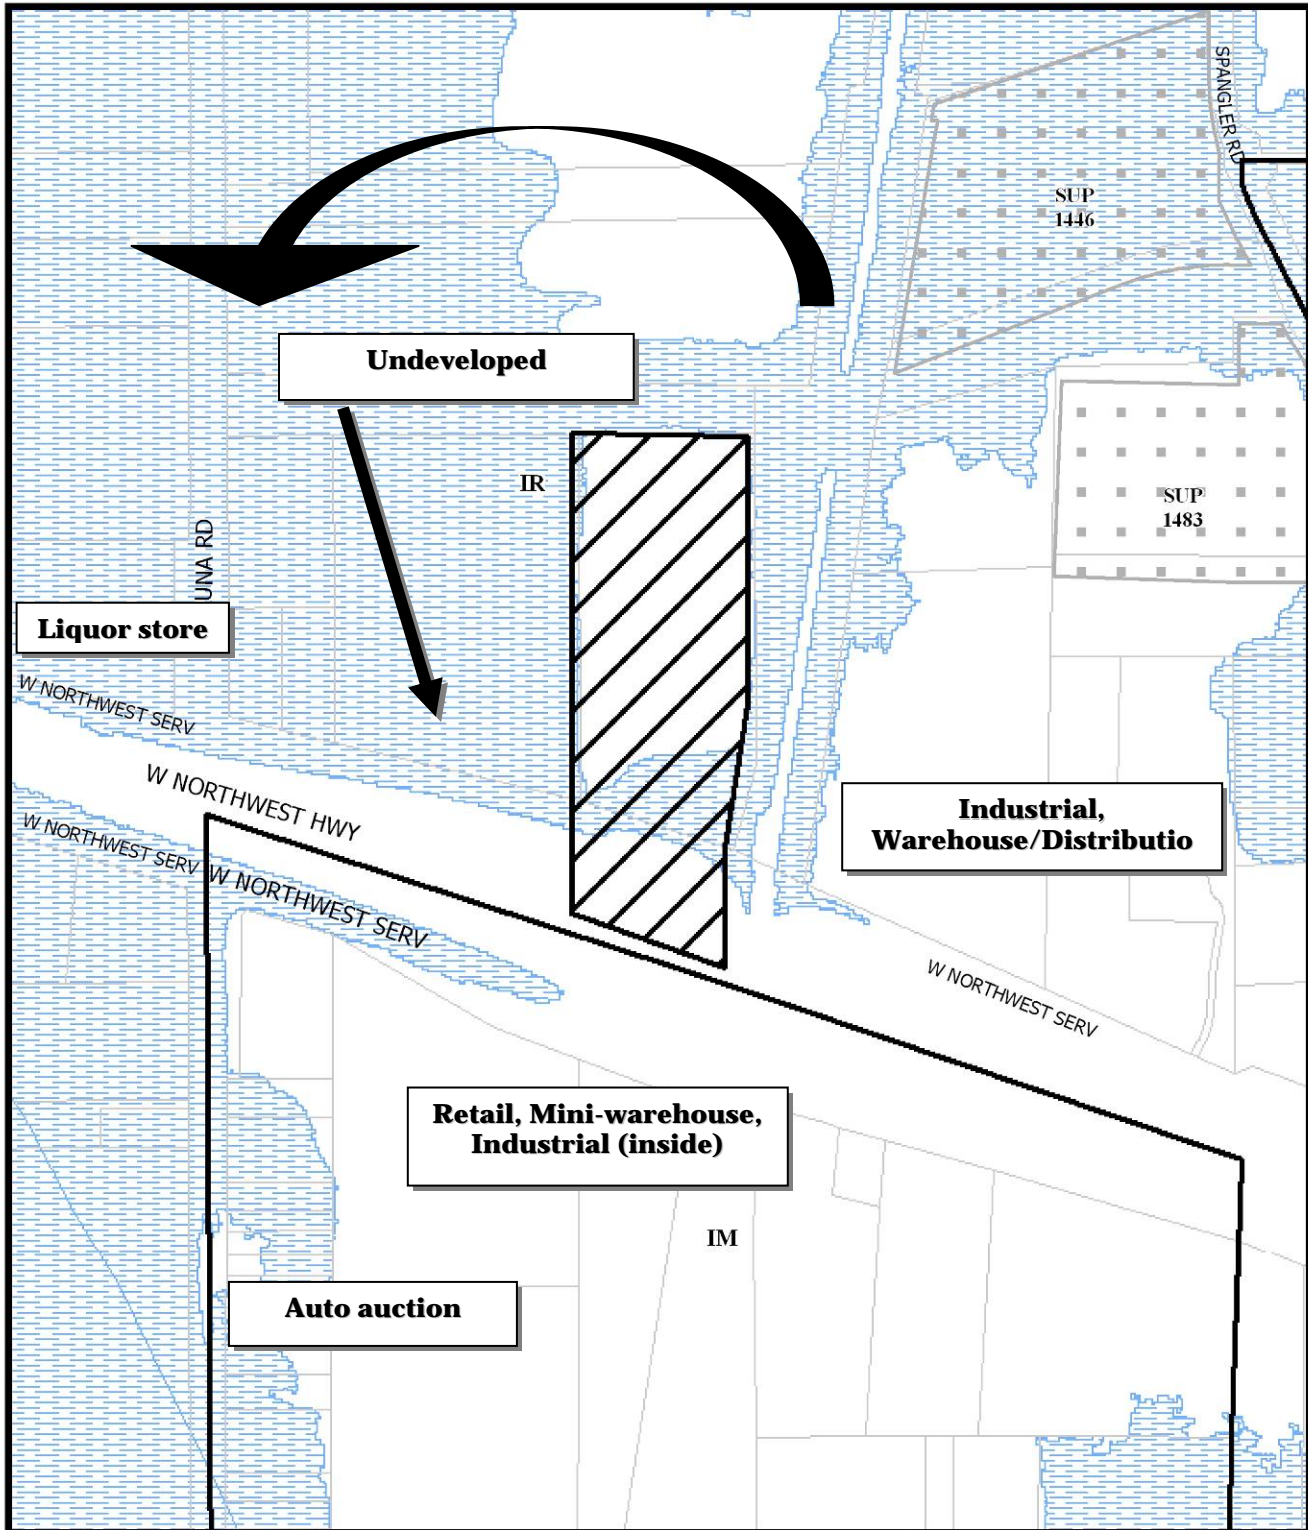 SPANGLER RD
SUP
1446
Undeveloped
IR
SUP
1483
UNA RD
Liquor store
W NORTHWEST SERV
W NORTHWEST HWY
Industrial,
Warehouse/Distributio
W NORTHWEST SERV
W NORTHWEST SERV
W NORTHWEST SERV
Retail, Mini-warehouse,
Industrial (inside)
IM
Auto auction